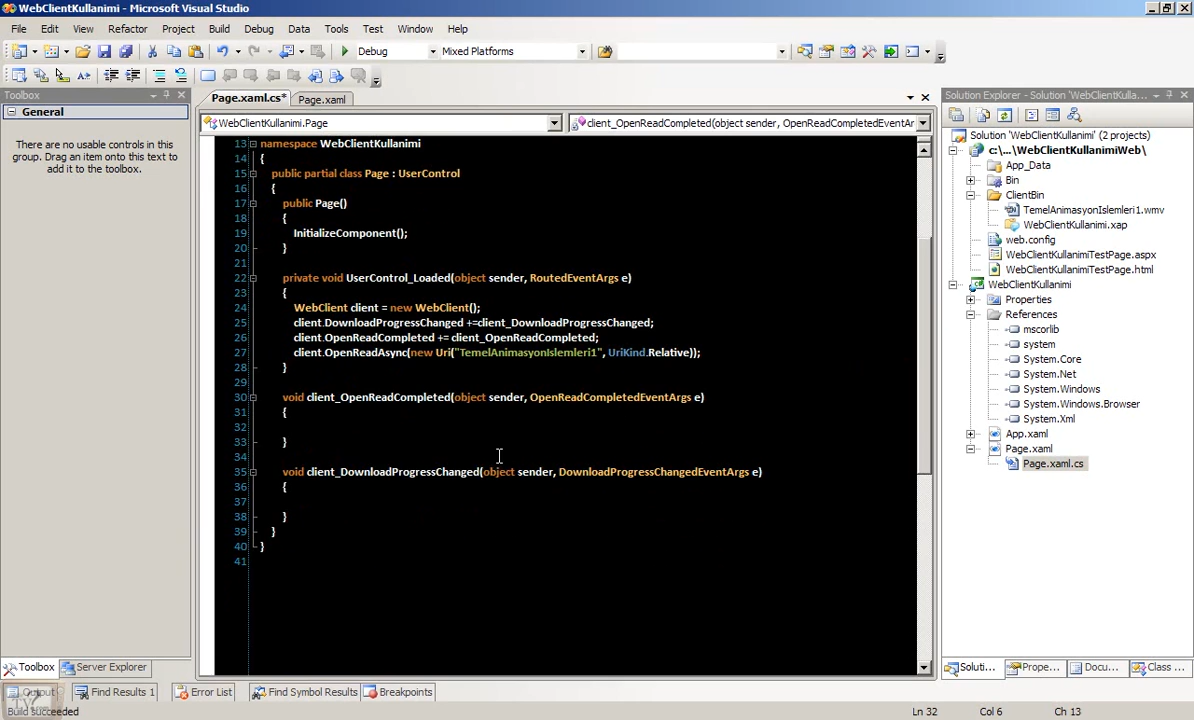 WebClientKullanimi - Microsoft Visual Studio
File Edit View Refactor Project Build Debug Data Tools Test Window Help
Debug Mixed Platforms
Toolbox
General
There are no usable controls in this
group. Drag an item onto this text to
add it to the toolbox.
Page.xaml.cs* Page.xaml
WebClientKullanimi.Page client_OpenReadCompleted(object sender, OpenReadCompletedEventAr
13 namespace WebClientKullanimi
14 {
15 public partial class Page : UserControl
16 {
17 public Page()
18 {
19 InitializeComponent();
20 }
21
22 private void UserControl_Loaded(object sender, RoutedEventArgs e)
23 {
24 WebClient client = new WebClient();
25 client.DownloadProgressChanged +=client_DownloadProgressChanged;
26 client.OpenReadCompleted += client_OpenReadCompleted;
27 client.OpenReadAsync(new Uri("TemelAnimasyonIslemleri1", UriKind.Relative));
28 }
29
30 void client_OpenReadCompleted(object sender, OpenReadCompletedEventArgs e)
31 {
32
33 }
34
35 void client_DownloadProgressChanged(object sender, DownloadProgressChangedEventArgs e)
36 {
37
38 }
39 }
40 }
41
Solution Explorer - Solution 'WebClientKulla...
Solution 'WebClientKullanimi' (2 projects)
c:\...\WebClientKullanimiWeb\
App_Data
Bin
ClientBin
TemelAnimasyonIslemleri1.wmv
WebClientKullanimi.xap
web.config
WebClientKullanimiTestPage.aspx
WebClientKullanimiTestPage.html
WebClientKullanimi
Properties
References
mscorlib
system
System.Core
System.Net
System.Windows
System.Windows.Browser
System.Xml
App.xaml
Page.xaml
Page.xaml.cs
Toolbox Server Explorer
Soluti... Prope... Docu... Class ...
Output Find Results 1 Error List Find Symbol Results Breakpoints
Build succeeded Ln 32 Col 6 Ch 13